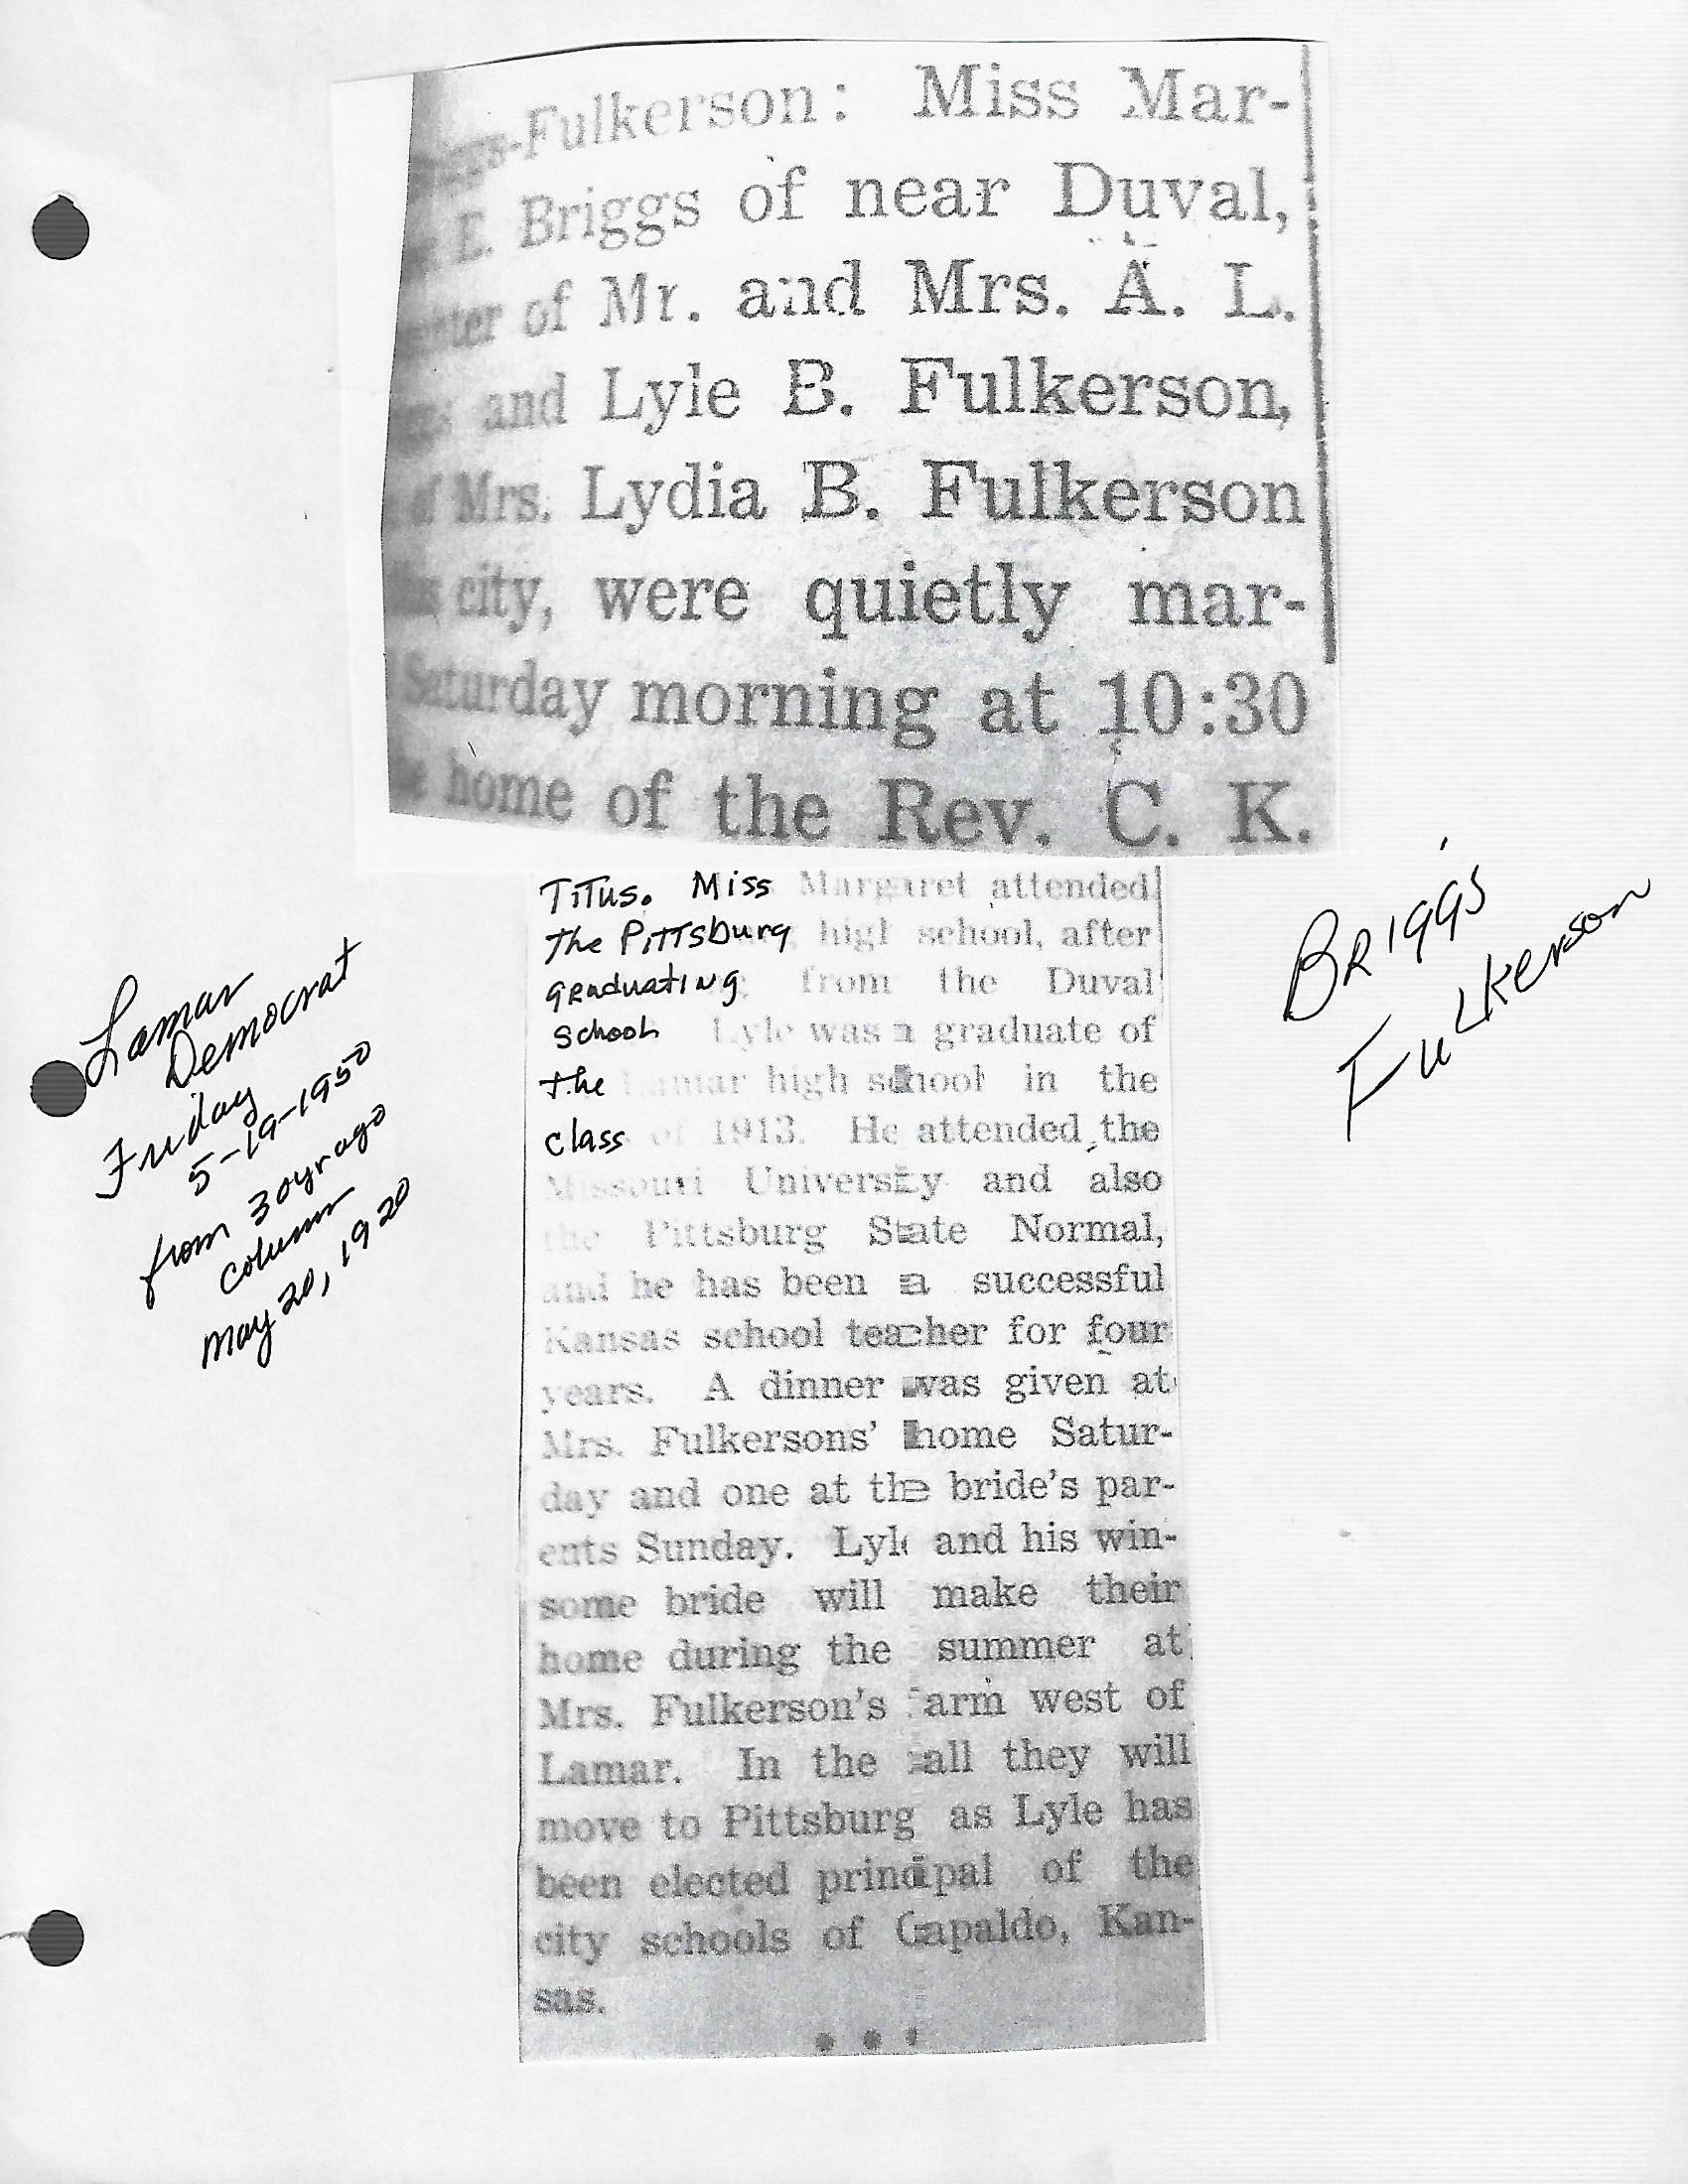 -Fulkerson: Miss Mar-
E. Briggs of near Duval,
of Mr. and Mrs. A. L.
and Lyle B. Fulkerson,
of Mrs. Lydia B. Fulkerson
city, were quietly mar-
Saturday morning at 10:30
home of the Rev. C. K.
Titus. Miss Margaret attended
The Pittsburg high school, after
graduating from the Duval
school Lyle was a graduate of
the Lamar high school in the
class of 1913. He attended the
Missouri University and also
the Pittsburg State Normal,
and he has been a successful
Kansas school teacher for four
years. A dinner was given at
Mrs. Fulkersons' home Satur-
day and one at the bride's par-
ents Sunday. Lyle and his win-
some bride will make their
home during the summer at
Mrs. Fulkerson's farm west of
Lamar. In the fall they will
move to Pittsburg as Lyle has
been elected principal of the
city schools of Capaldo, Kan-
sas.
Lamar
Democrat
Friday
5-19-1950
from 30yr ago
column
May 20, 1920
Briggs
Fulkerson